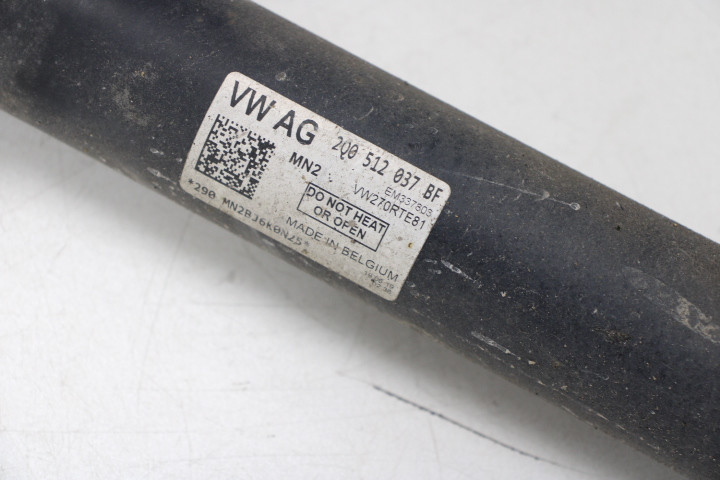 VW AG 2Q0 512 037 BF
MN2 EM337803
VW270RTE81
DO NOT HEAT
OR OPEN
*290 MN2BJ6K0N25*
MADE IN BELGIUM